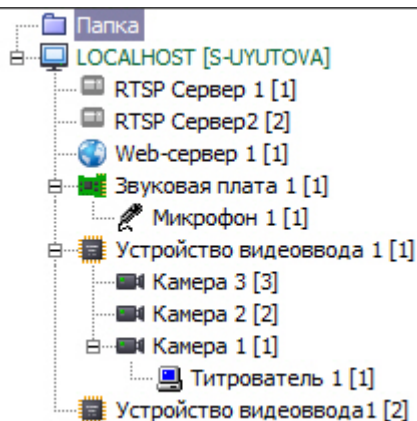 Папка
LOCALHOST [S-UYUTOVA]
RTSP Сервер 1 [1]
RTSP Сервер2 [2]
Web-сервер 1 [1]
Звуковая плата 1 [1]
Микрофон 1 [1]
Устройство видеоввода 1 [1]
Камера 3 [3]
Камера 2 [2]
Камера 1 [1]
Титрователь 1 [1]
Устройство видеоввода1 [2]